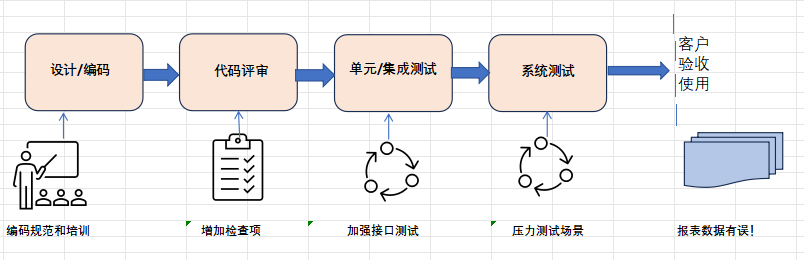 设计/编码
代码评审
单元/集成测试
系统测试
客户
验收
使用
编码规范和培训
增加检查项
加强接口测试
压力测试场景
报表数据有误!